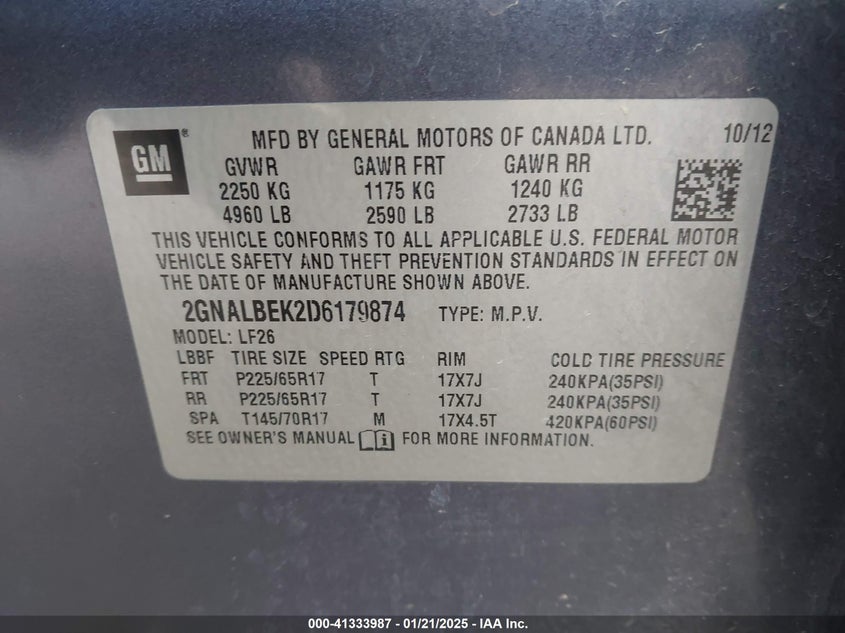 GM ® MFD BY GENERAL MOTORS OF CANADA LTD. 10/12
GVWR GAWR FRT GAWR RR
2250 KG 1175 KG 1240 KG
4960 LB 2590 LB 2733 LB
THIS VEHICLE CONFORMS TO ALL APPLICABLE U.S. FEDERAL MOTOR
VEHICLE SAFETY AND THEFT PREVENTION STANDARDS IN EFFECT ON
THE DATE OF MANUFACTURE SHOWN ABOVE.
2GNALBEK2D6179874 TYPE: M.P.V.
MODEL: LF26
LBBF TIRE SIZE SPEED RTG RIM COLD TIRE PRESSURE
FRT P225/65R17 T 17X7J 240KPA(35PSI)
RR P225/65R17 T 17X7J 240KPA(35PSI)
SPA T145/70R17 M 17X4.5T 420KPA(60PSI)
SEE OWNER'S MANUAL FOR MORE INFORMATION.
000-41333987 - 01/21/2025 - IAA Inc.